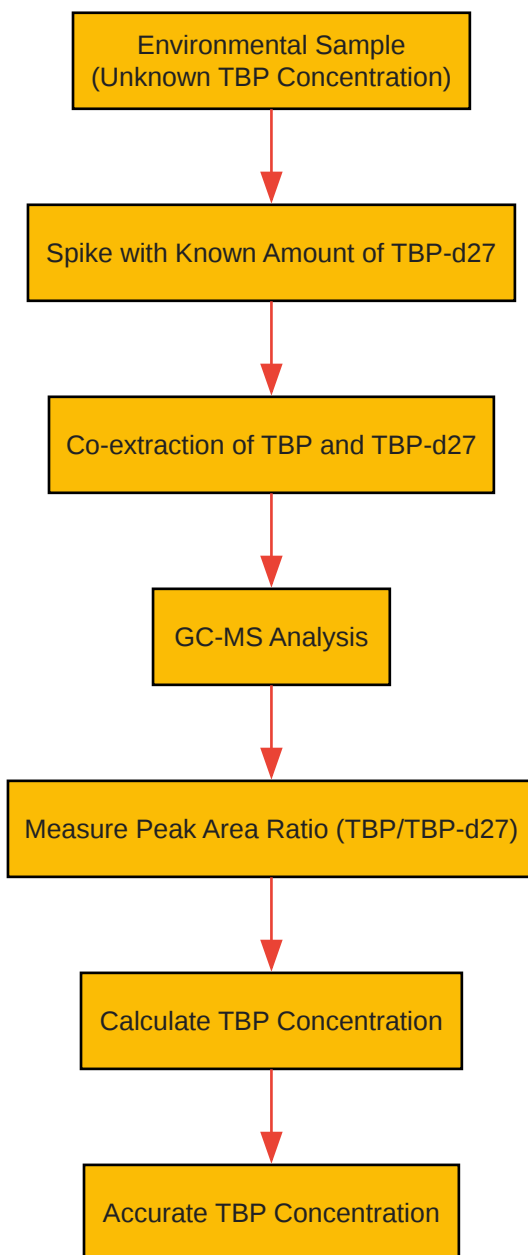 Environmental Sample
(Unknown TBP Concentration)
Spike with Known Amount of TBP-d27
Co-extraction of TBP and TBP-d27
GC-MS Analysis
Measure Peak Area Ratio (TBP/TBP-d27)
Calculate TBP Concentration
Accurate TBP Concentration